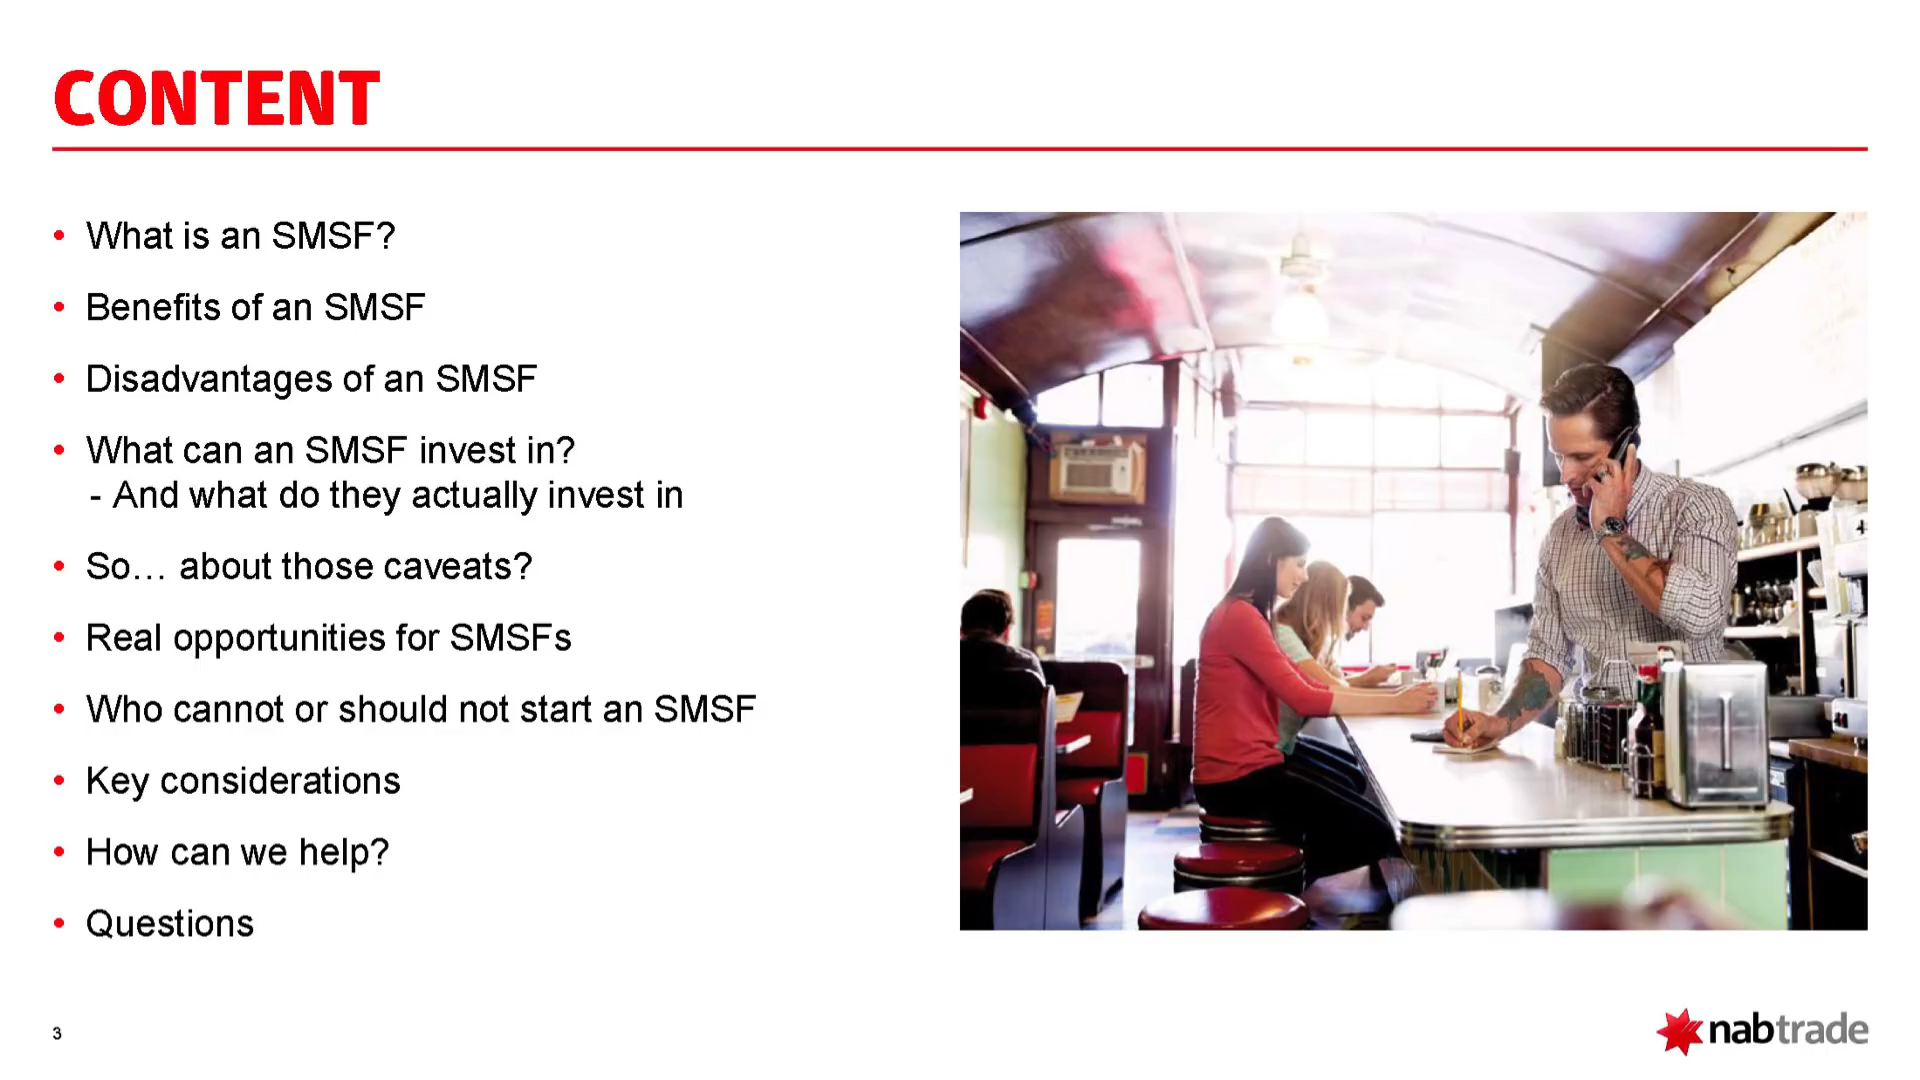 CONTENT
• What is an SMSF?
• Benefits of an SMSF
• Disadvantages of an SMSF
• What can an SMSF invest in?
- And what do they actually invest in
• So… about those caveats?
• Real opportunities for SMSFs
• Who cannot or should not start an SMSF
• Key considerations
• How can we help?
• Questions
3
nabtrade